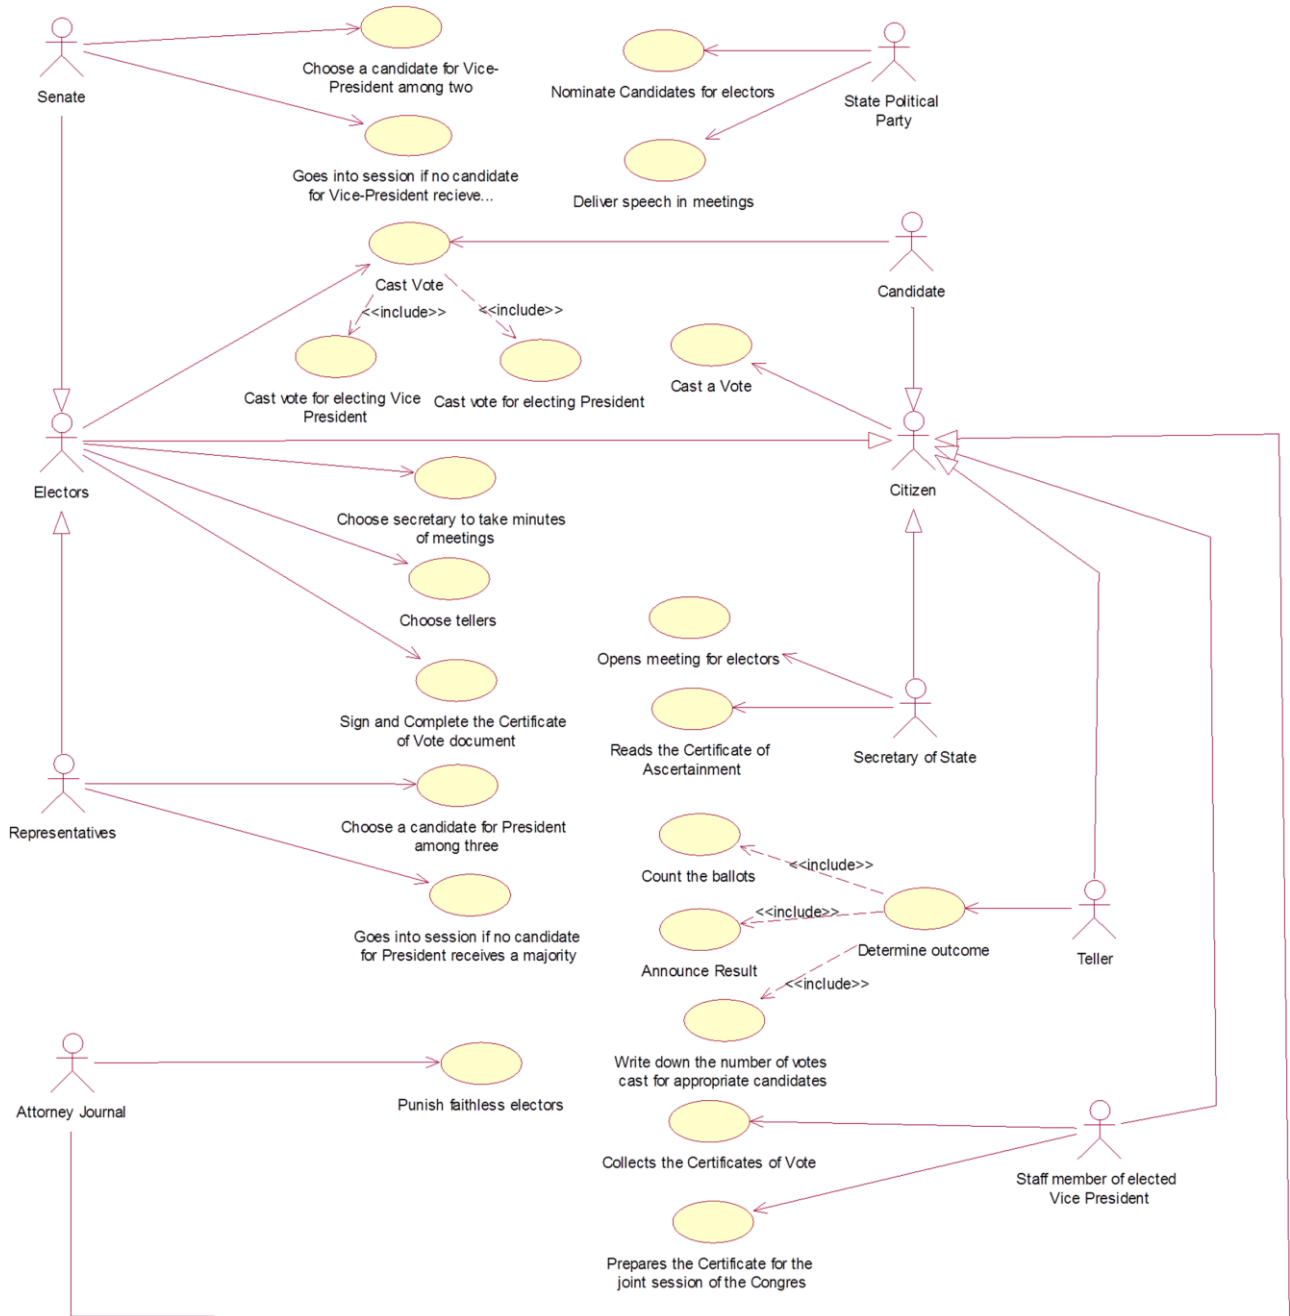 Senate
Choose a candidate for Vice-
President among two
Nominate Candidates for electors
State Political
Party
Goes into session if no candidate
for Vice-President recieve...
Deliver speech in meetings
Cast Vote
Candidate
<<include>>
<<include>>
Cast vote for electing Vice
President
Cast vote for electing President
Cast a Vote
Electors
Citizen
Choose secretary to take minutes
of meetings
Choose tellers
Opens meeting for electors
Sign and Complete the Certificate
of Vote document
Reads the Certificate of
Ascertainment
Secretary of State
Representatives
Choose a candidate for President
among three
Count the ballots
<<include>>
Goes into session if no candidate
for President receives a majority
<<include>>
Announce Result
Determine outcome
Teller
<<include>>
Write down the number of votes
cast for appropriate candidates
Attorney Journal
Punish faithless electors
Collects the Certificates of Vote
Staff member of elected
Vice President
Prepares the Certificate for the
joint session of the Congres